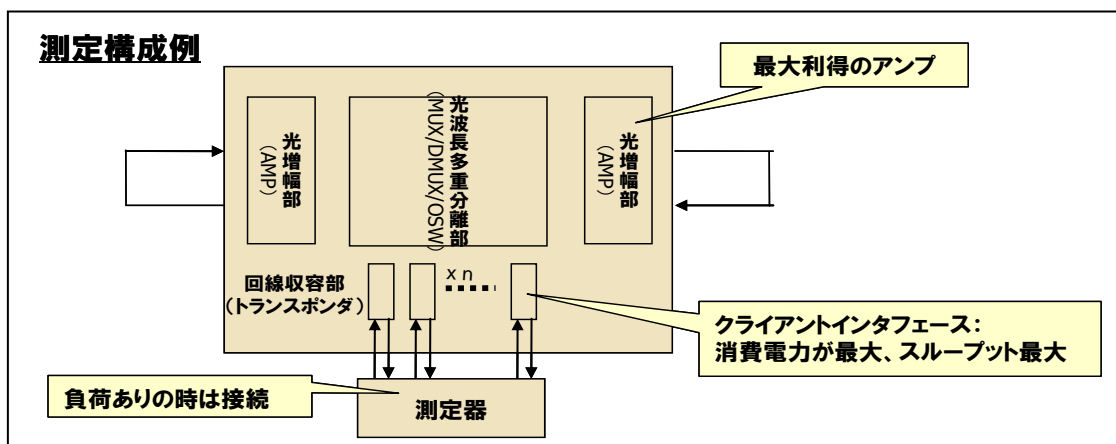 測定構成例
最大利得のアンプ
光増幅部
(AMP)
光波長多重分離部
(MUX/DMUX/OSW)
光増幅部
(AMP)
回線収容部
(トランスポンダ)
x n
クライアントインタフェース:
消費電力が最大、スループット最大
負荷ありの時は接続
測定器